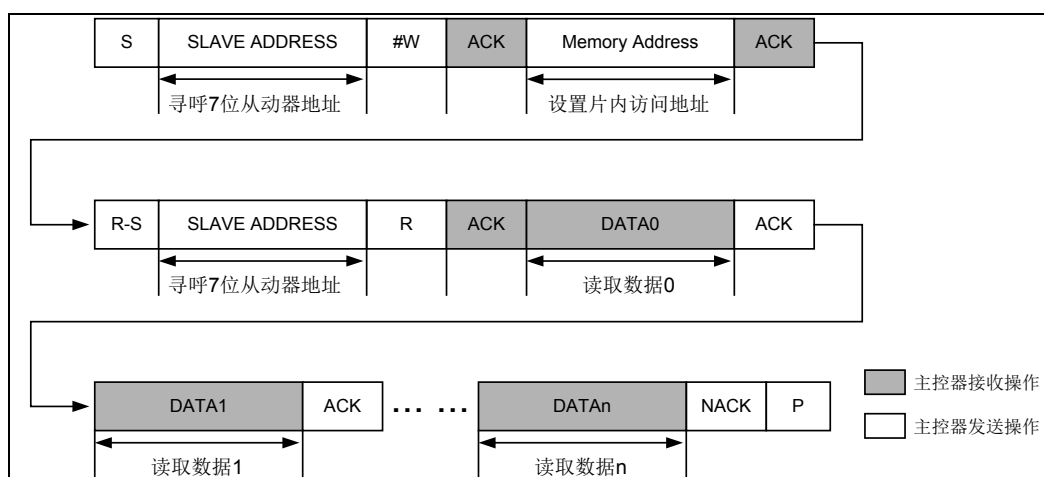 S SLAVE ADDRESS #W ACK Memory Address ACK
寻呼7位从动器地址 设置片内访问地址
R-S SLAVE ADDRESS R ACK DATA0 ACK
寻呼7位从动器地址 读取数据0
DATA1 ACK ... ... DATAn NACK P
读取数据1 读取数据n
主控器接收操作
主控器发送操作